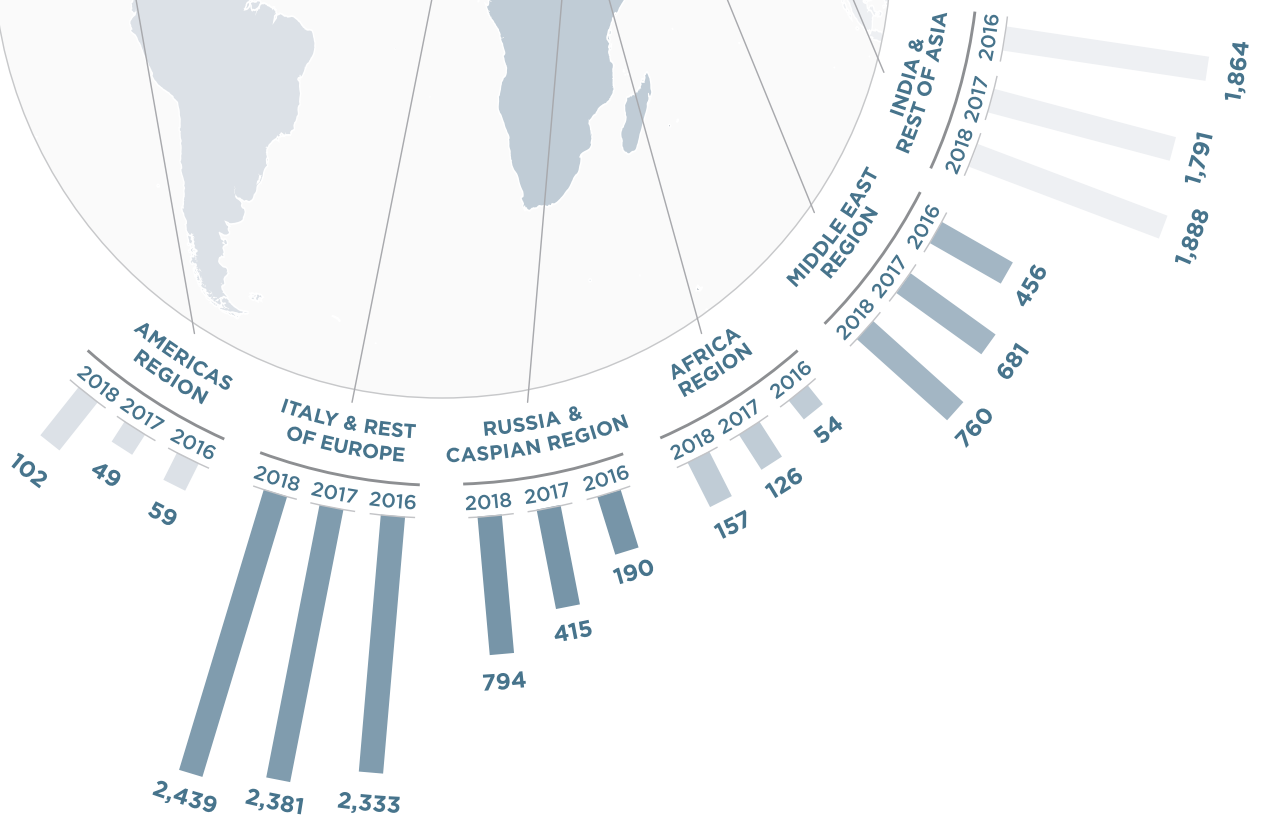 AMERICAS
REGION
2018 2017 2016
102 49 59
ITALY & REST
OF EUROPE
2018 2017 2016
2,439 2,381 2,333
RUSSIA &
CASPIAN REGION
2018 2017 2016
794 415 190
AFRICA
REGION
2018 2017 2016
157 126 54
MIDDLE EAST
REGION
2018 2017 2016
760 681 456
INDIA &
REST OF ASIA
2018 2017 2016
1,888 1,791 1,864